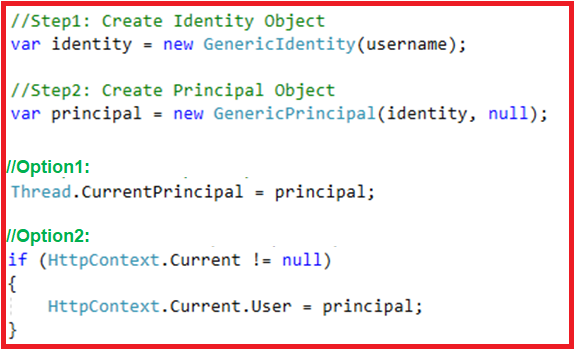 //Step1: Create Identity Object
var identity = new GenericIdentity(username);
//Step2: Create Principal Object
var principal = new GenericPrincipal(identity, null);
//Option1:
Thread.CurrentPrincipal = principal;
//Option2:
if (HttpContext.Current != null)
{
HttpContext.Current.User = principal;
}